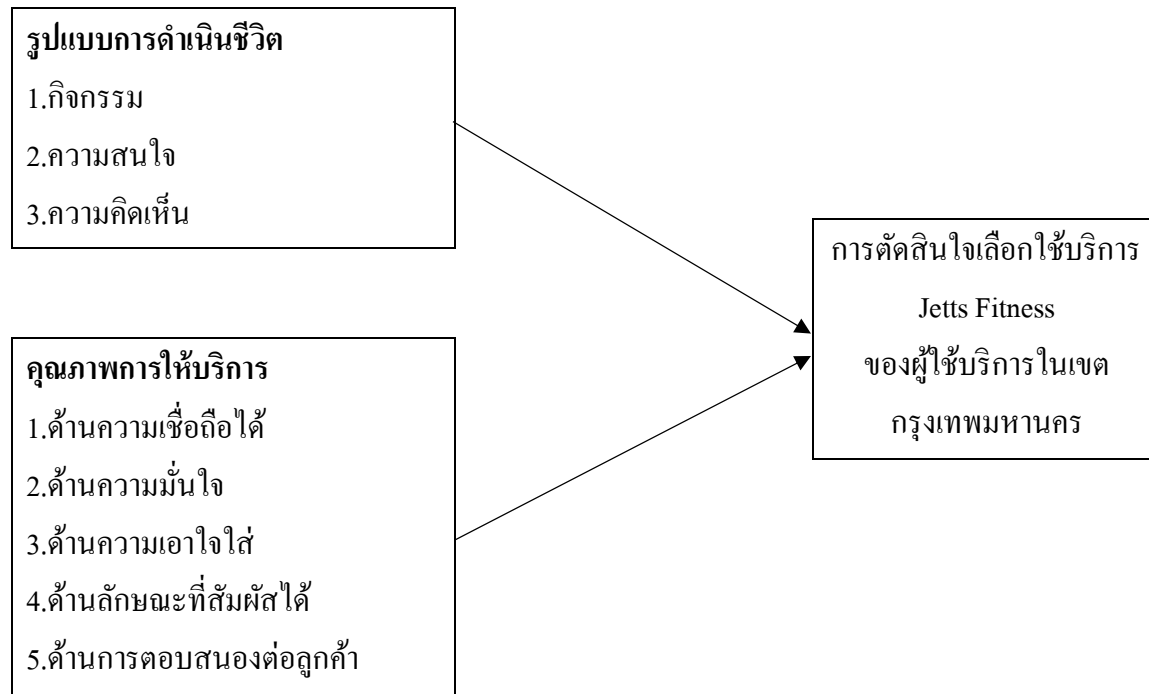 รูปแบบการดำเนินชีวิต
1.กิจกรรม
2.ความสนใจ
3.ความคิดเห็น
การตัดสินใจเลือกใช้บริการ
Jetts Fitness
ของผู้ใช้บริการในเขต
กรุงเทพมหานคร
คุณภาพการให้บริการ
1.ด้านความเชื่อถือได้
2.ด้านความมั่นใจ
3.ด้านความเอาใจใส่
4.ด้านลักษณะที่สัมผัสได้
5.ด้านการตอบสนองต่อลูกค้า